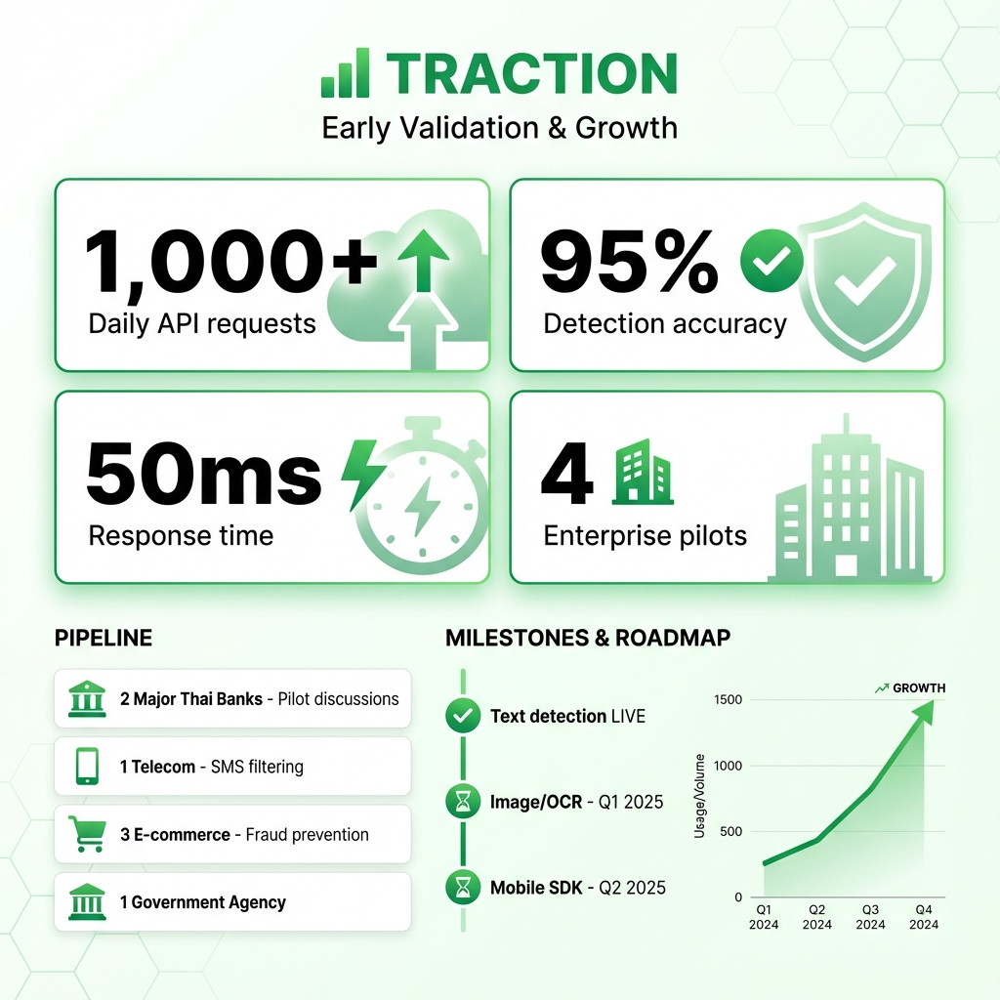 TRACTION
Early Validation & Growth
1,000+
Daily API requests
95%
Detection accuracy
50ms
Response time
4
Enterprise pilots
PIPELINE
2 Major Thai Banks - Pilot discussions
1 Telecom - SMS filtering
3 E-commerce - Fraud prevention
1 Government Agency
MILESTONES & ROADMAP
Text detection LIVE
Image/OCR - Q1 2025
Mobile SDK - Q2 2025
GROWTH
Usage/Volume
1500
1000
500
0
Q1 2024
Q2 2024
Q3 2024
Q4 2024